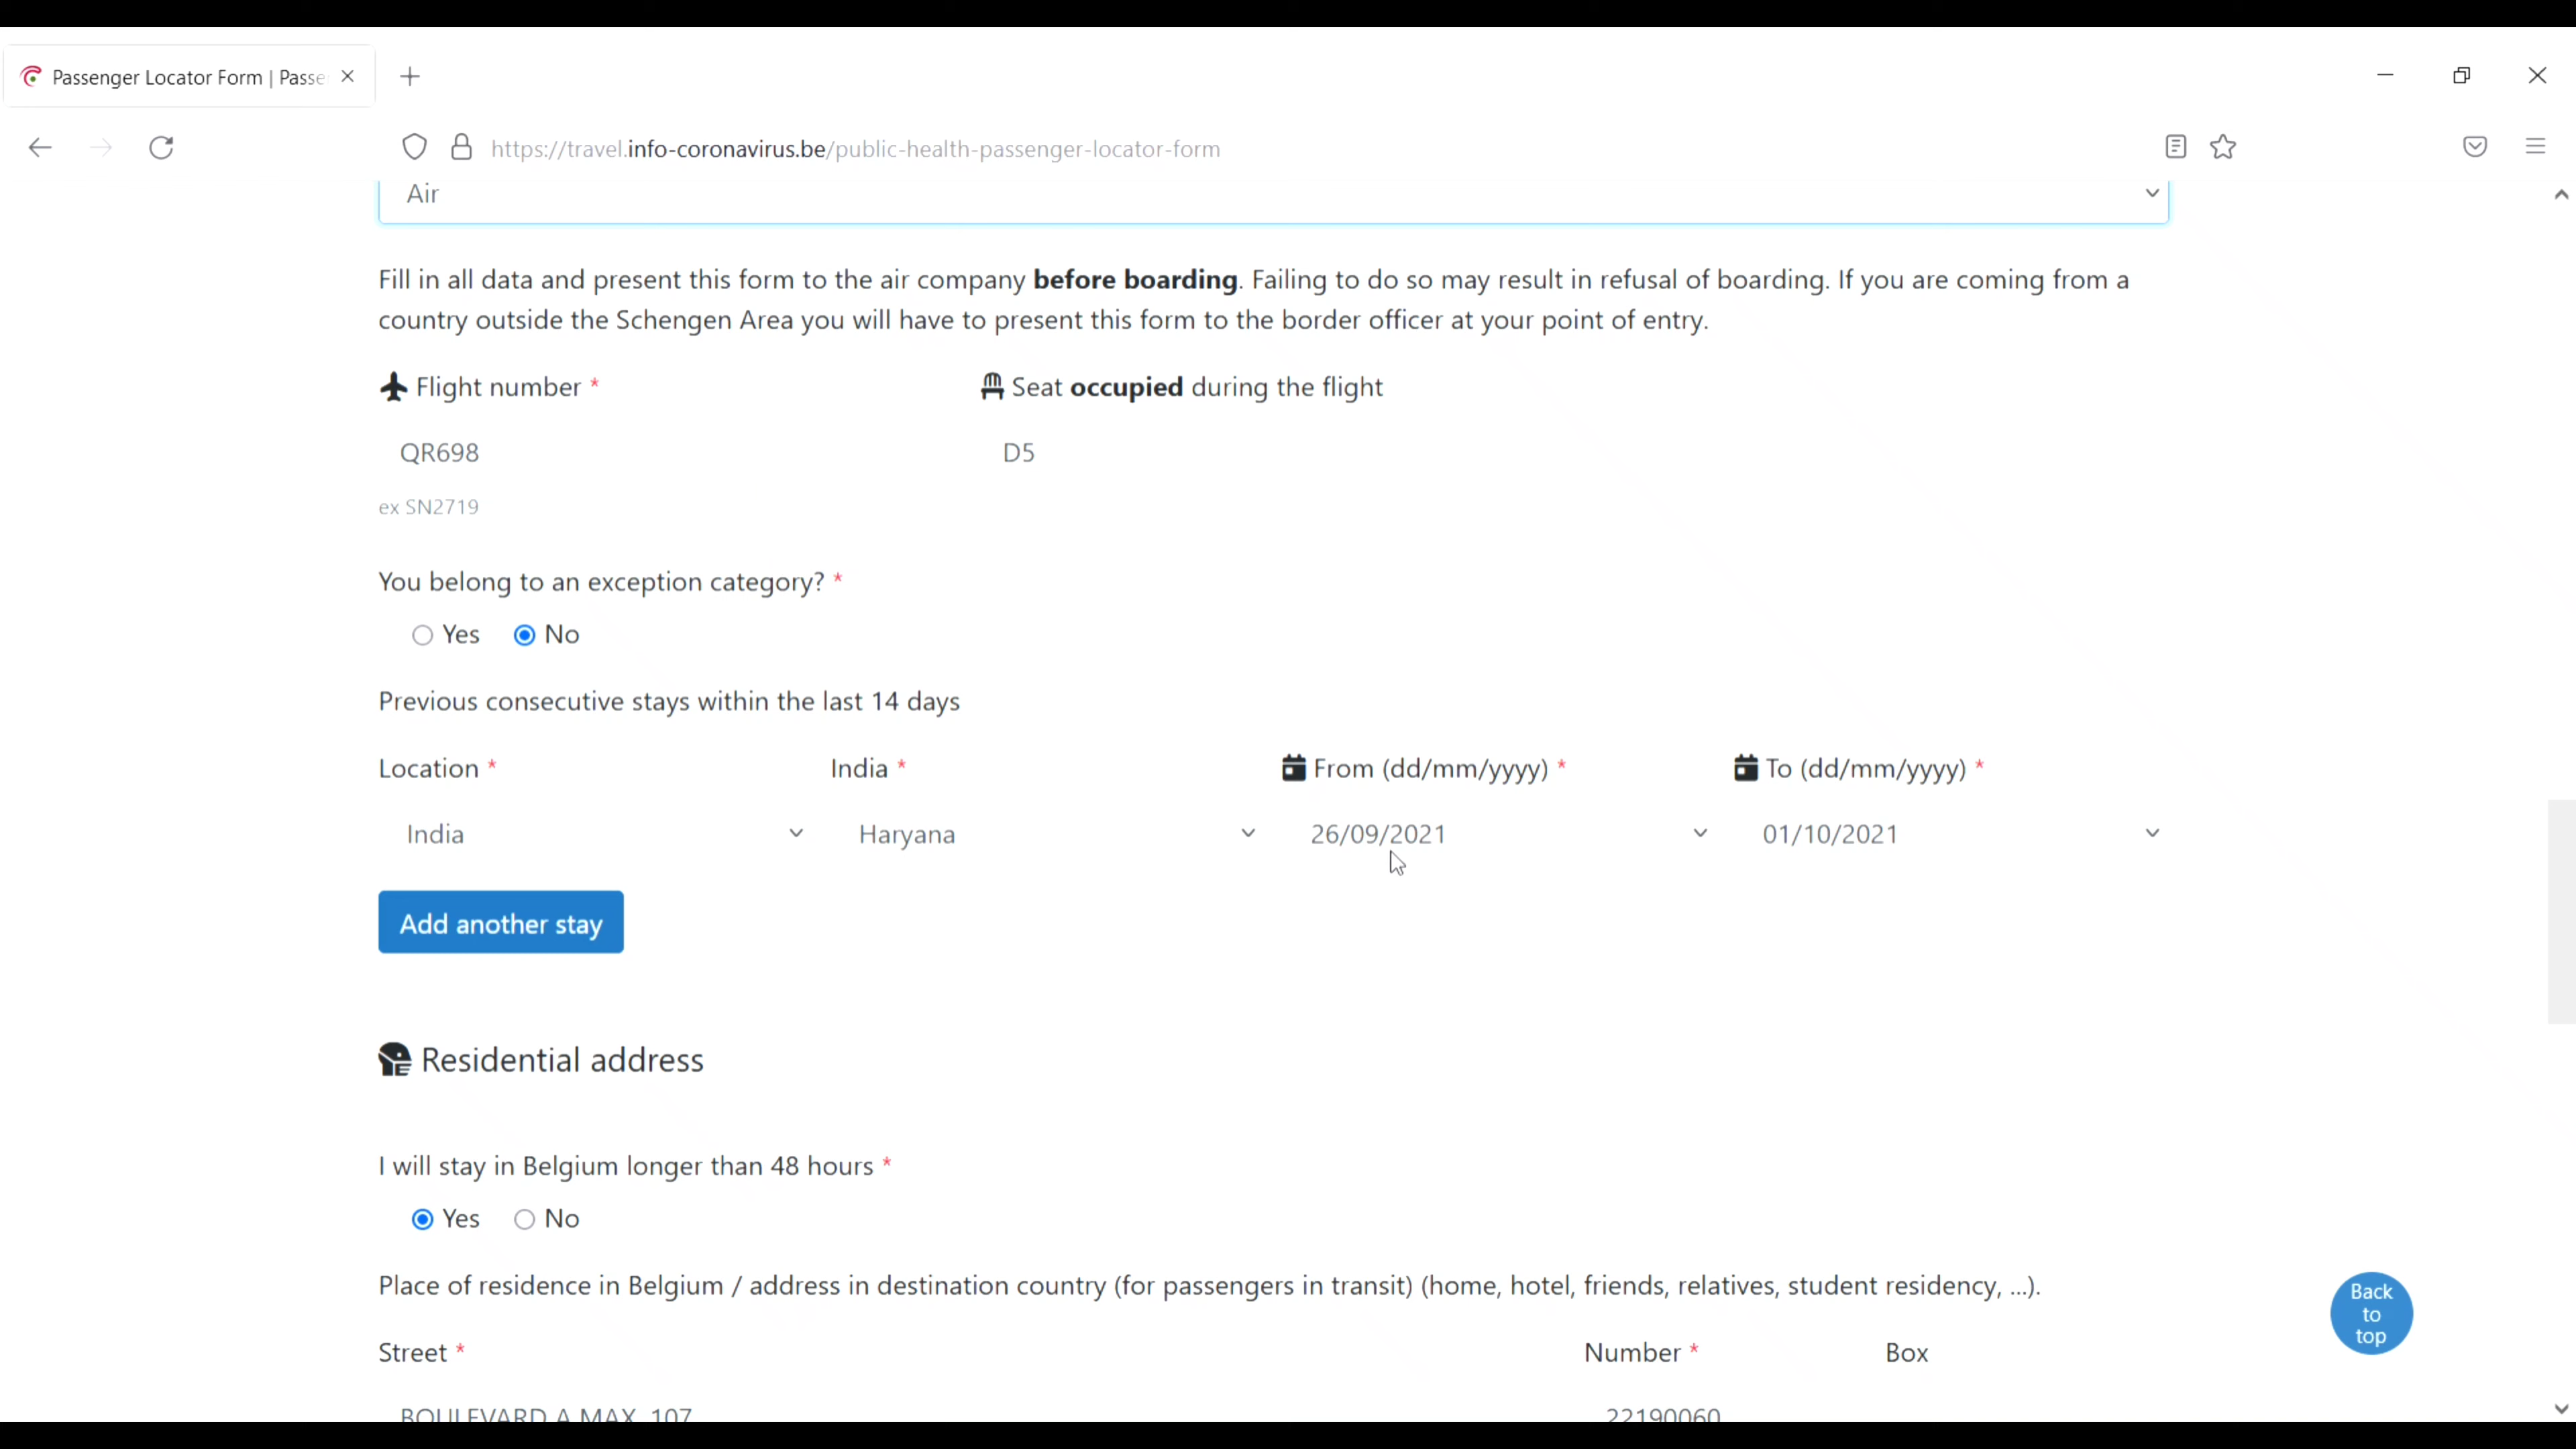 Passenger Locator Form | Passe
https://travel.info-coronavirus.be/public-health-passenger-locator-form
Air
Fill in all data and present this form to the air company before boarding. Failing to do so may result in refusal of boarding. If you are coming from a
country outside the Schengen Area you will have to present this form to the border officer at your point of entry.
Flight number * Seat occupied during the flight
QR698 D5
ex SN2719
You belong to an exception category? *
Yes No
Previous consecutive stays within the last 14 days
Location * India * From (dd/mm/yyyy) * To (dd/mm/yyyy) *
India Haryana 26/09/2021 01/10/2021
Add another stay
Residential address
I will stay in Belgium longer than 48 hours *
Yes No
Place of residence in Belgium / address in destination country (for passengers in transit) (home, hotel, friends, relatives, student residency, ...).
Back
to
top
Street * Number * Box
BOULEVARD A MAX 107 22190060